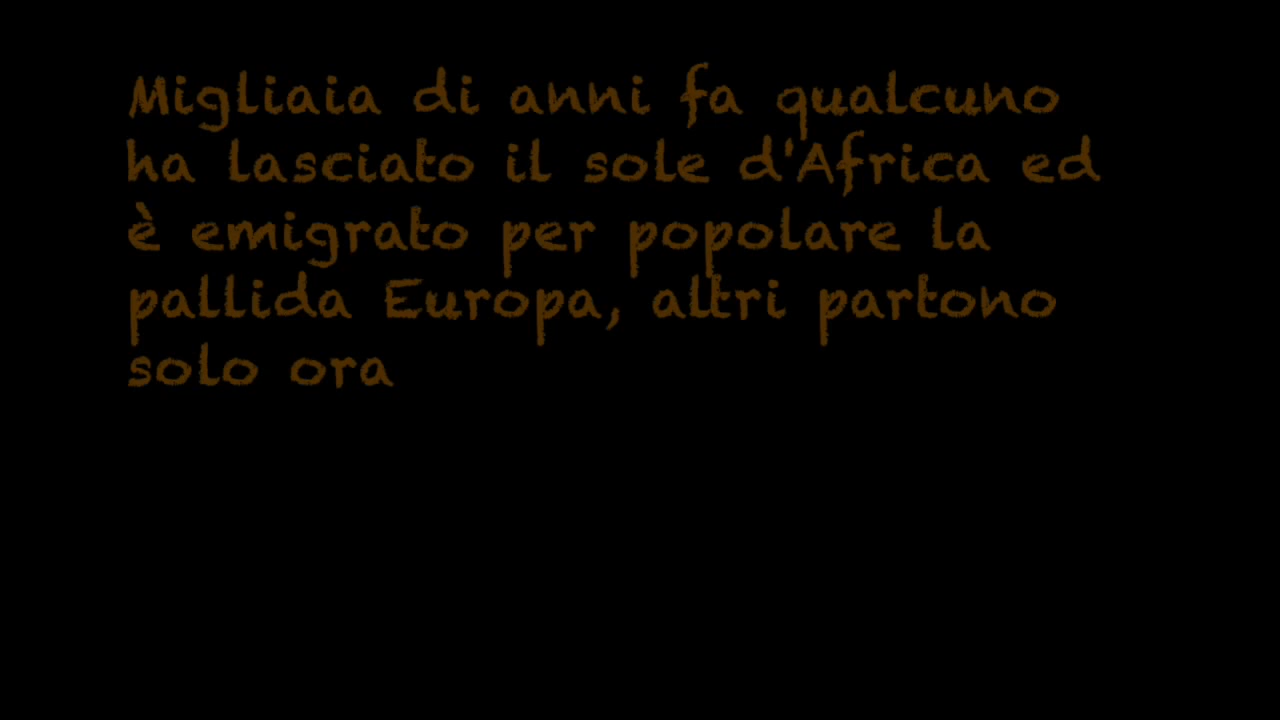 Migliaia di anni fa qualcuno
ha lasciato il sole d'Africa ed
è emigrato per popolare la
pallida Europa, altri partono
solo ora